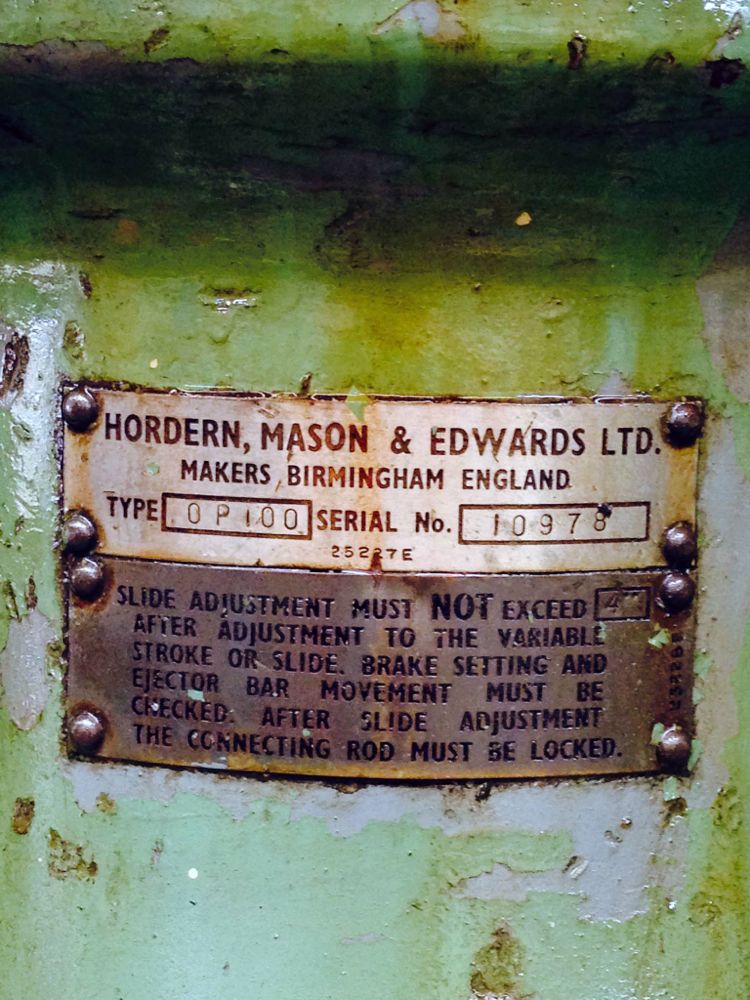 HORDERN, MASON & EDWARDS LTD.
MAKERS, BIRMINGHAM ENGLAND
TYPE OP100 SERIAL No. 10978
25227E
SLIDE ADJUSTMENT MUST NOT EXCEED 4"
AFTER ADJUSTMENT TO THE VARIABLE
STROKE OR SLIDE. BRAKE SETTING AND
EJECTOR BAR MOVEMENT MUST BE
CHECKED. AFTER SLIDE ADJUSTMENT
THE CONNECTING ROD MUST BE LOCKED.